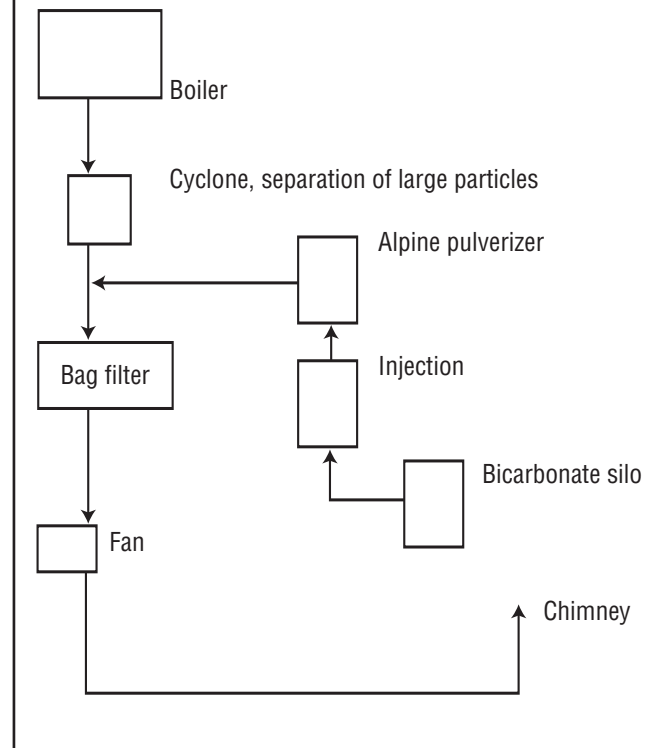 Boiler
Cyclone, separation of large particles
Alpine pulverizer
Bag filter
Injection
Bicarbonate silo
Fan
Chimney